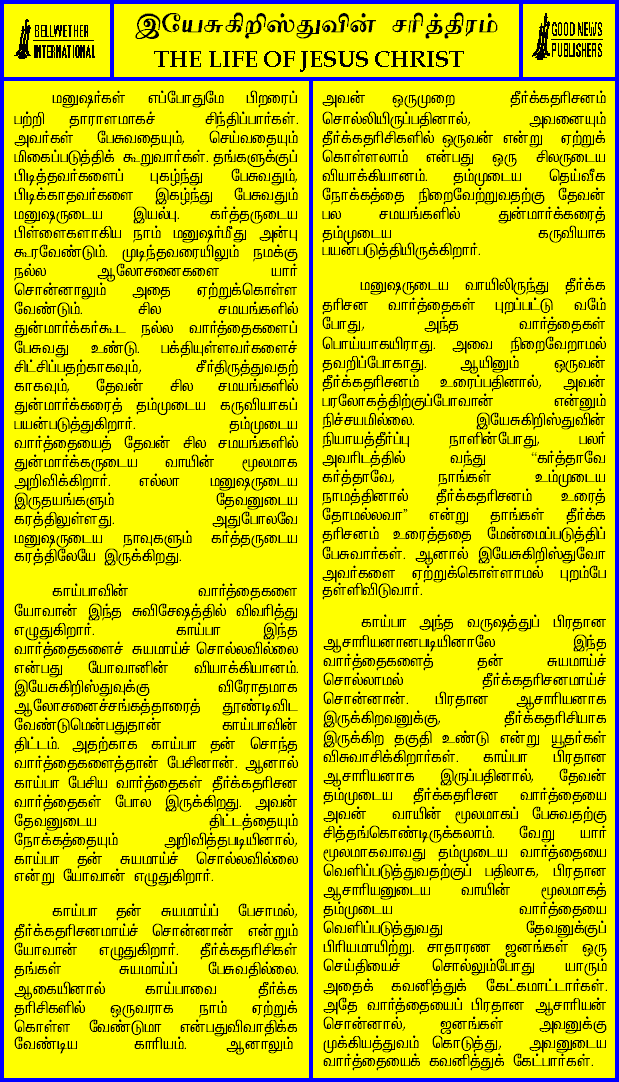 BELLWETHER
INTERNATIONAL
இயேசுகிறிஸ்துவின் சரித்திரம்
THE LIFE OF JESUS CHRIST
GOOD NEWS
PUBLISHERS
மனுஷர்கள் எப்போதுமே பிறரைப்
பற்றி தாராளமாகச் சிந்திப்பார்கள்.
அவர்கள் பேசுவதையும், செய்வதையும்
மிகைப்படுத்திக் கூறுவார்கள். தங்களுக்குப்
பிடித்தவர்களைப் புகழ்ந்து பேசுவதும்,
பிடிக்காதவர்களை இகழ்ந்து பேசுவதும்
மனுஷருடைய இயல்பு. கர்த்தருடைய
பிள்ளைகளாகிய நாம் மனுஷர்மீது அன்பு
கூரவேண்டும். முடிந்தவரையிலும் நமக்கு
நல்ல ஆலோசனைகளை யார்
சொன்னாலும் அதை ஏற்றுக்கொள்ள
வேண்டும். சில சமயங்களில்
துன்மார்க்கர்கூட நல்ல வார்த்தைகளைப்
பேசுவது உண்டு. பக்தியுள்ளவர்களைச்
சிட்சிப்பதற்காகவும், சீர்திருத்துவதற்
காகவும், தேவன் சில சமயங்களில்
துன்மார்க்கரைத் தம்முடைய கருவியாகப்
பயன்படுத்துகிறார். தம்முடைய
வார்த்தையைத் தேவன் சில சமயங்களில்
துன்மார்க்கருடைய வாயின் மூலமாக
அறிவிக்கிறார். எல்லா மனுஷருடைய
இருதயங்களும் தேவனுடைய
கரத்திலுள்ளது. அதுபோலவே
மனுஷருடைய நாவுகளும் கர்த்தருடைய
கரத்திலேயே இருக்கிறது.
காய்பாவின் வார்த்தைகளை
யோவான் இந்த சுவிசேஷத்தில் விவரித்து
எழுதுகிறார். காய்பா இந்த
வார்த்தைகளைச் சுயமாய்ச் சொல்லவில்லை
என்பது யோவானின் வியாக்கியானம்.
இயேசுகிறிஸ்துவுக்கு விரோதமாக
ஆலோசனைச்சங்கத்தாரைத் தூண்டிவிட
வேண்டுமென்பதுதான் காய்பாவின்
திட்டம். அதற்காக காய்பா தன் சொந்த
வார்த்தைகளைத்தான் பேசினான். ஆனால்
காய்பா பேசிய வார்த்தைகள் தீர்க்கதரிசன
வார்த்தைகள் போல இருக்கிறது. அவன்
தேவனுடைய திட்டத்தையும்
நோக்கத்தையும் அறிவித்தபடியினால்,
காய்பா தன் சுயமாய்ச் சொல்லவில்லை
என்று யோவான் எழுதுகிறார்.
காய்பா தன் சுயமாய்ப் பேசாமல்,
தீர்க்கதரிசனமாய்ச் சொன்னான் என்றும்
யோவான் எழுதுகிறார். தீர்க்கதரிசிகள்
தங்கள் சுயமாய்ப் பேசுவதில்லை.
ஆகையினால் காய்பாவை தீர்க்க
தரிசிகளில் ஒருவராக நாம் ஏற்றுக்
கொள்ள வேண்டுமா என்பதுவிவாதிக்க
வேண்டிய காரியம். ஆனாலும்
அவன் ஒருமுறை தீர்க்கதரிசனம்
சொல்லியிருப்பதினால், அவனையும்
தீர்க்கதரிசிகளில் ஒருவன் என்று ஏற்றுக்
கொள்ளலாம் என்பது ஒரு சிலருடைய
வியாக்கியானம். தம்முடைய தெய்வீக
நோக்கத்தை நிறைவேற்றுவதற்கு தேவன்
பல சமயங்களில் துன்மார்க்கரைத்
தம்முடைய கருவியாக
பயன்படுத்தியிருக்கிறார்.
மனுஷருடைய வாயிலிருந்து தீர்க்க
தரிசன வார்த்தைகள் புறப்பட்டு வமே்
போது, அந்த வார்த்தைகள்
பொய்யாகயிராது. அவை நிறைவேறாமல்
தவறிப்போகாது. ஆயினும் ஒருவன்
தீர்க்கதரிசனம் உரைப்பதினால், அவன்
பரலோகத்திற்குப்போவான் என்னும்
நிச்சயமில்லை. இயேசுகிறிஸ்துவின்
நியாயத்தீர்ப்பு நாளின்போது, பலர்
அவரிடத்தில் வந்து “கர்த்தாவே
கர்த்தாவே, நாங்கள் உம்முடைய
நாமத்தினால் தீர்க்கதரிசனம் உரைத்
தோமல்லவா” என்று தாங்கள் தீர்க்க
தரிசனம் உரைத்ததை மேன்மைப்படுத்திப்
பேசுவார்கள். ஆனால் இயேசுகிறிஸ்துவோ
அவர்களை ஏற்றுக்கொள்ளாமல் புறம்பே
தள்ளிவிடுவார்.
காய்பா அந்த வருஷத்துப் பிரதான
ஆசாரியனானபடியினாலே இந்த
வார்த்தைகளைத் தன் சுயமாய்ச்
சொல்லாமல் தீர்க்கதரிசனமாய்ச்
சொன்னான். பிரதான ஆசாரியனாக
இருக்கிறவனுக்கு, தீர்க்கதரிசியாக
இருக்கிற தகுதி உண்டு என்று யூதர்கள்
விசுவாசிக்கிறார்கள். காய்பா பிரதான
ஆசாரியனாக இருப்பதினால், தேவன்
தம்முடைய தீர்க்கதரிசன வார்த்தையை
அவன் வாயின் மூலமாகப் பேசுவதற்கு
சித்தங்கொண்டிருக்கலாம். வேறு யார்
மூலமாகவாவது தம்முடைய வார்த்தையை
வெளிப்படுத்துவதற்குப் பதிலாக, பிரதான
ஆசாரியனுடைய வாயின் மூலமாகத்
தம்முடைய வார்த்தையை
வெளிப்படுத்துவது தேவனுக்குப்
பிரியமாயிற்று. சாதாரண ஜனங்கள் ஒரு
செய்தியைச் சொல்லும்போது யாரும்
அதைக் கவனித்துக் கேட்கமாட்டார்கள்.
அதே வார்த்தையைப் பிரதான ஆசாரியன்
சொன்னால், ஜனங்கள் அவனுக்கு
முக்கியத்துவம் கொடுத்து, அவனுடைய
வார்த்தையைக் கவனித்துக் கேட்பார்கள்.